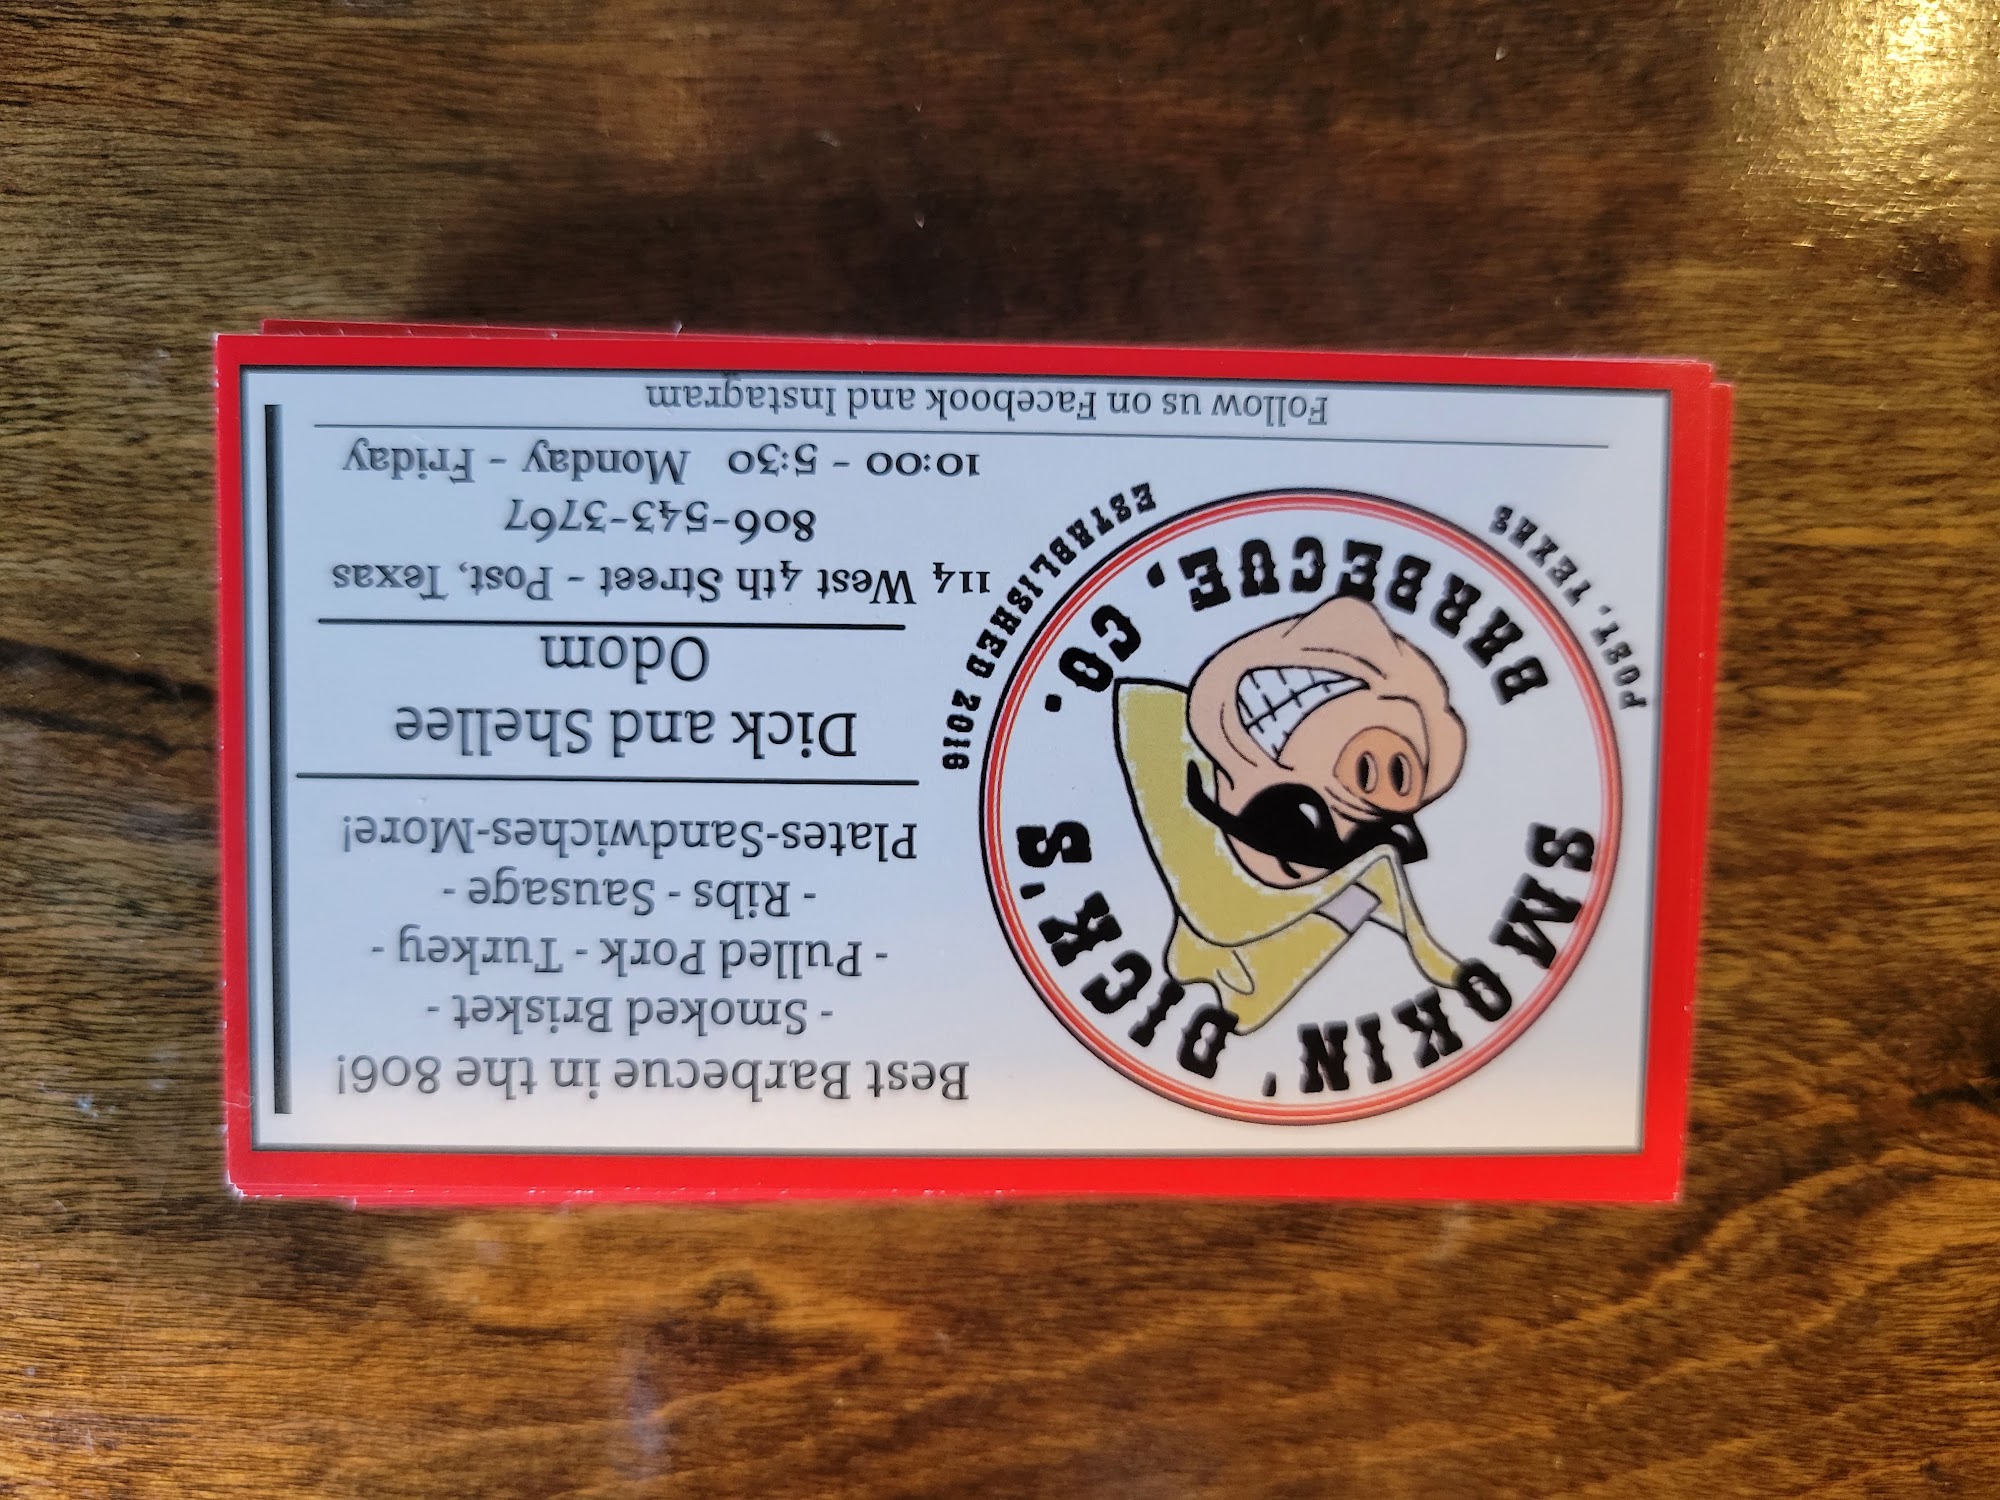 SMOKIN' DICK'S
BARBECUE, CO.
POST, TEXAS
ESTABLISHED 2016
Best Barbecue in the 806!
- Smoked Brisket -
- Pulled Pork - Turkey -
- Ribs - Sausage -
Plates-Sandwiches-More!
Dick and Shellee
Odom
114 West 4th Street - Post, Texas
806-543-3767
10:00 - 5:30 Monday - Friday
Follow us on Facebook and Instagram